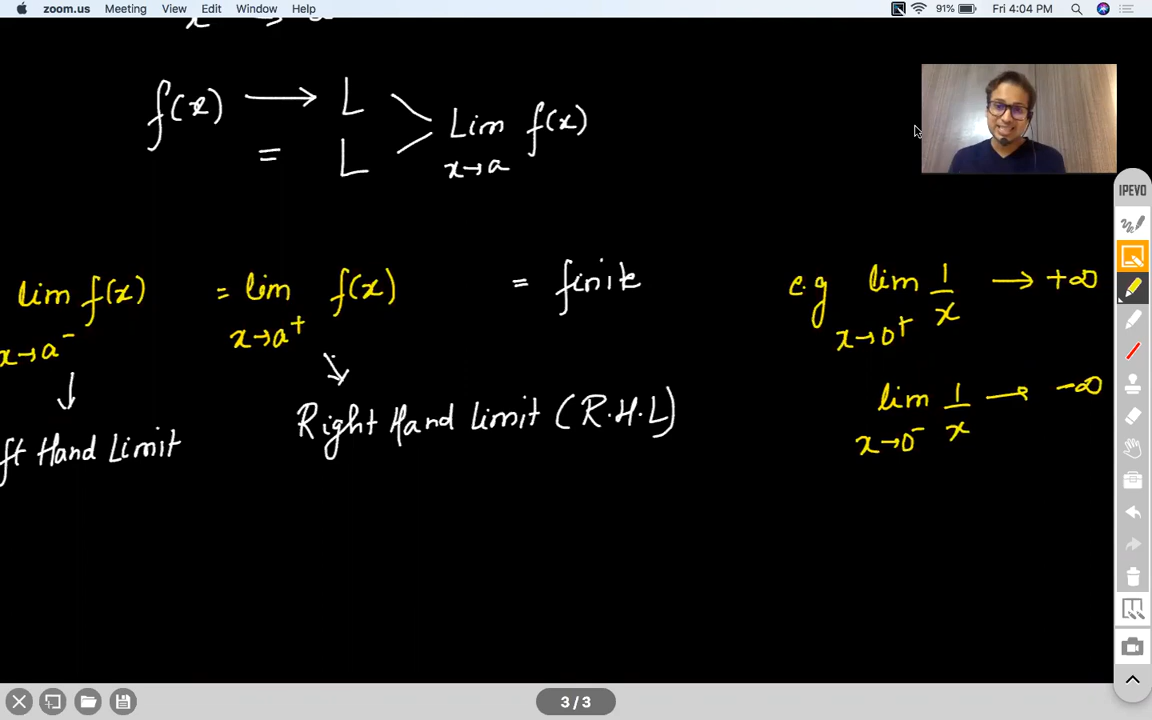 zoom.us Meeting View Edit Window Help 91% Fri 4:04 PM
x → a
f(x) → L
= L
Lim f(x)
x→a
lim f(x) = lim f(x) = finite
x→a⁻ x→a⁺
ft Hand Limit
Right Hand Limit (R.H.L)
e.g lim 1/x → +∞
x→0⁺
lim 1/x → -∞
x→0⁻
IPEVO
3 / 3